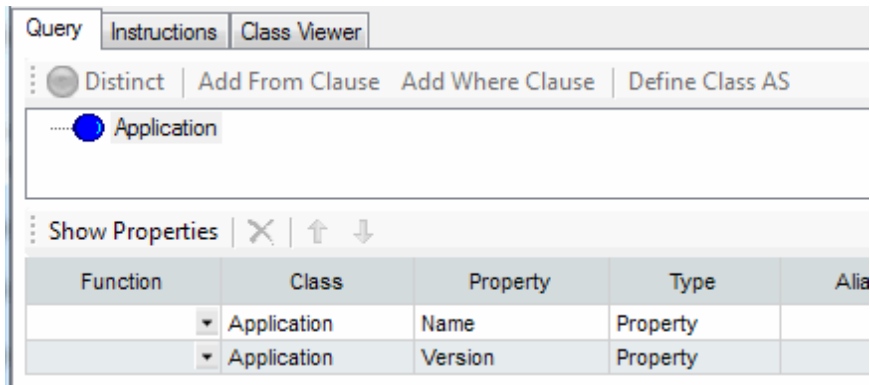 Query Instructions Class Viewer
Distinct Add From Clause Add Where Clause Define Class AS
Application
Show Properties
Function Class Property Type Alia
Application Name Property
Application Version Property